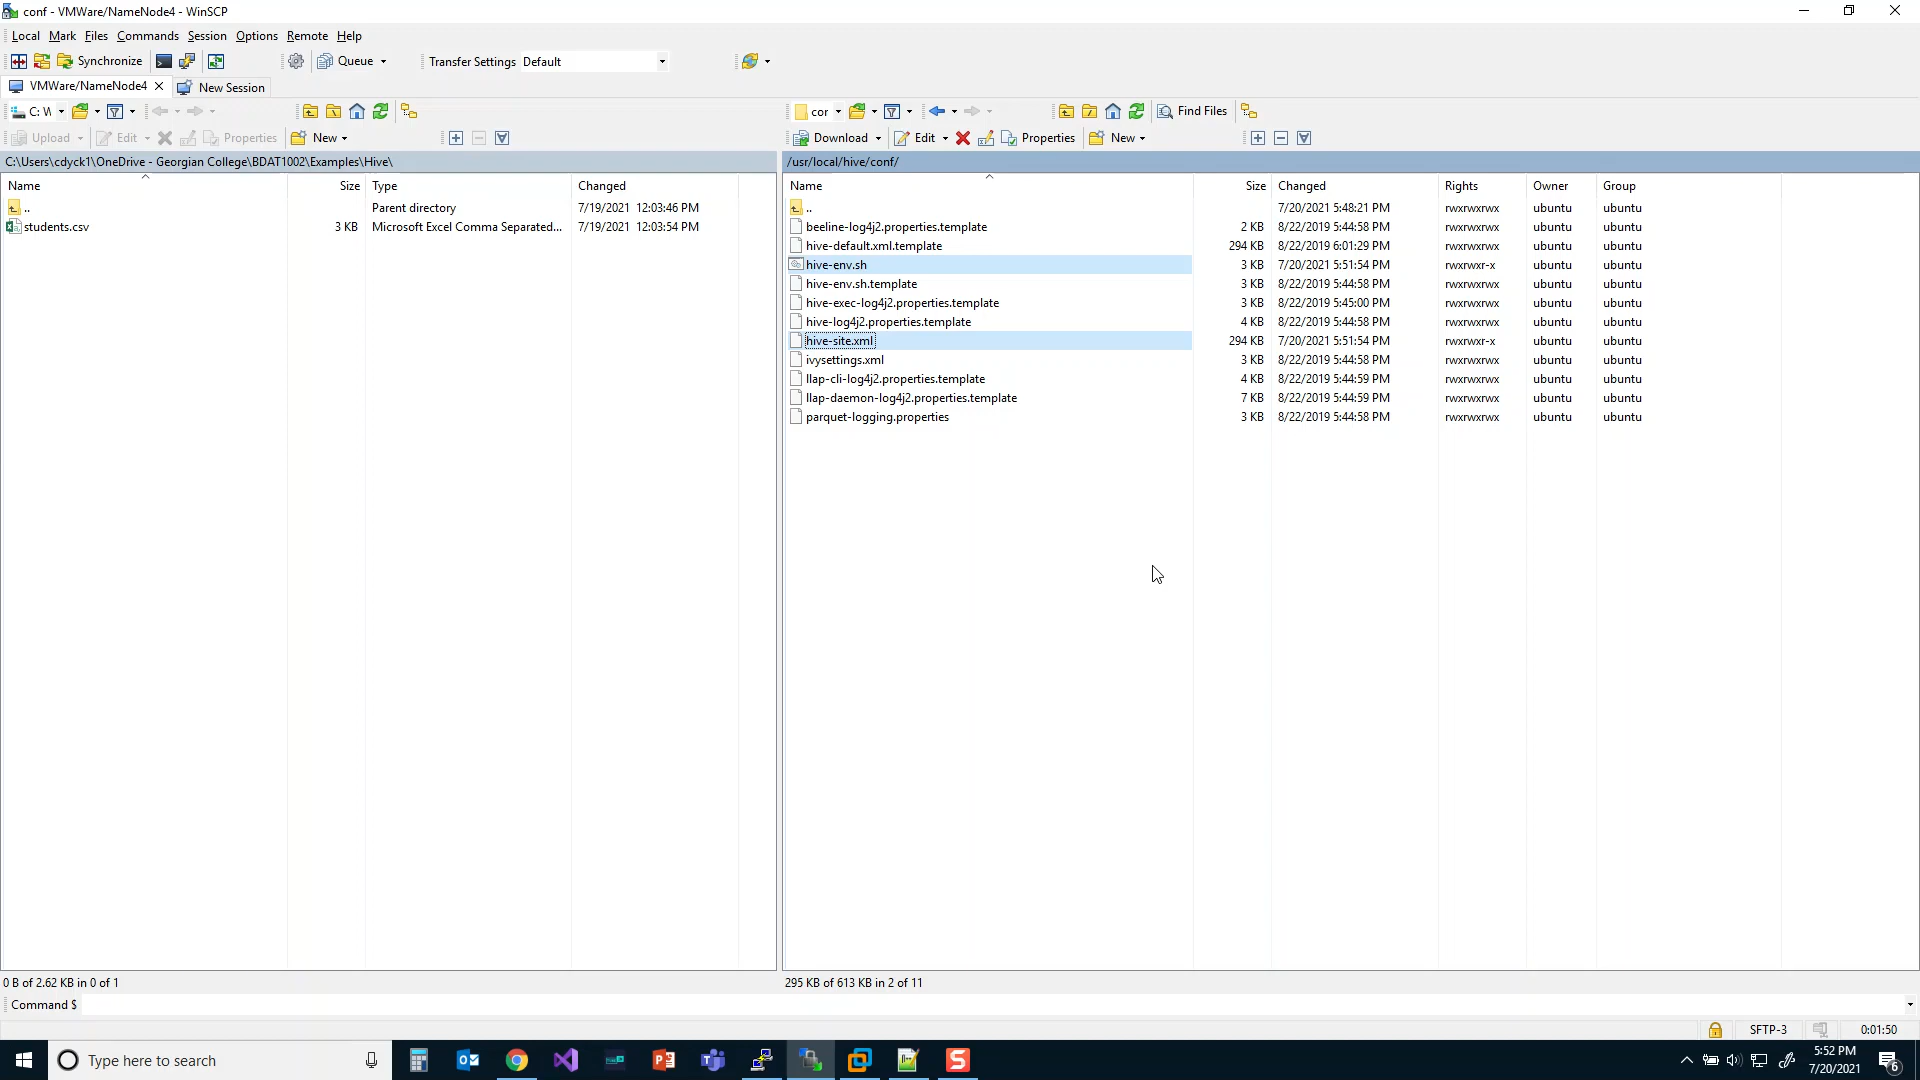 conf - VMWare/NameNode4 - WinSCP
Local Mark Files Commands Session Options Remote Help
Synchronize Queue Transfer Settings Default
VMWare/NameNode4 New Session
C: cor Find Files
Upload Edit Properties New Download Edit Properties New
C:\Users\cdyck1\OneDrive - Georgian College\BDAT1002\Examples\Hive\ /usr/local/hive/conf/
Name Size Type Changed Name Size Changed Rights Owner Group
.. Parent directory 7/19/2021 12:03:46 PM .. 7/20/2021 5:48:21 PM rwxrwxrwx ubuntu ubuntu
students.csv 3 KB Microsoft Excel Comma Separated... 7/19/2021 12:03:54 PM beeline-log4j2.properties.template 2 KB 8/22/2019 5:44:58 PM rwxrwxrwx ubuntu ubuntu
hive-default.xml.template 294 KB 8/22/2019 6:01:29 PM rwxrwxrwx ubuntu ubuntu
hive-env.sh 3 KB 7/20/2021 5:51:54 PM rwxrwxr-x ubuntu ubuntu
hive-env.sh.template 3 KB 8/22/2019 5:44:58 PM rwxrwxrwx ubuntu ubuntu
hive-exec-log4j2.properties.template 3 KB 8/22/2019 5:45:00 PM rwxrwxrwx ubuntu ubuntu
hive-log4j2.properties.template 4 KB 8/22/2019 5:44:58 PM rwxrwxrwx ubuntu ubuntu
hive-site.xml 294 KB 7/20/2021 5:51:54 PM rwxrwxr-x ubuntu ubuntu
ivysettings.xml 3 KB 8/22/2019 5:44:58 PM rwxrwxrwx ubuntu ubuntu
llap-cli-log4j2.properties.template 4 KB 8/22/2019 5:44:59 PM rwxrwxrwx ubuntu ubuntu
llap-daemon-log4j2.properties.template 7 KB 8/22/2019 5:44:59 PM rwxrwxrwx ubuntu ubuntu
parquet-logging.properties 3 KB 8/22/2019 5:44:58 PM rwxrwxrwx ubuntu ubuntu
0 B of 2.62 KB in 0 of 1 295 KB of 613 KB in 2 of 11
Command $
SFTP-3 0:01:50
Type here to search 5:52 PM
7/20/2021 6